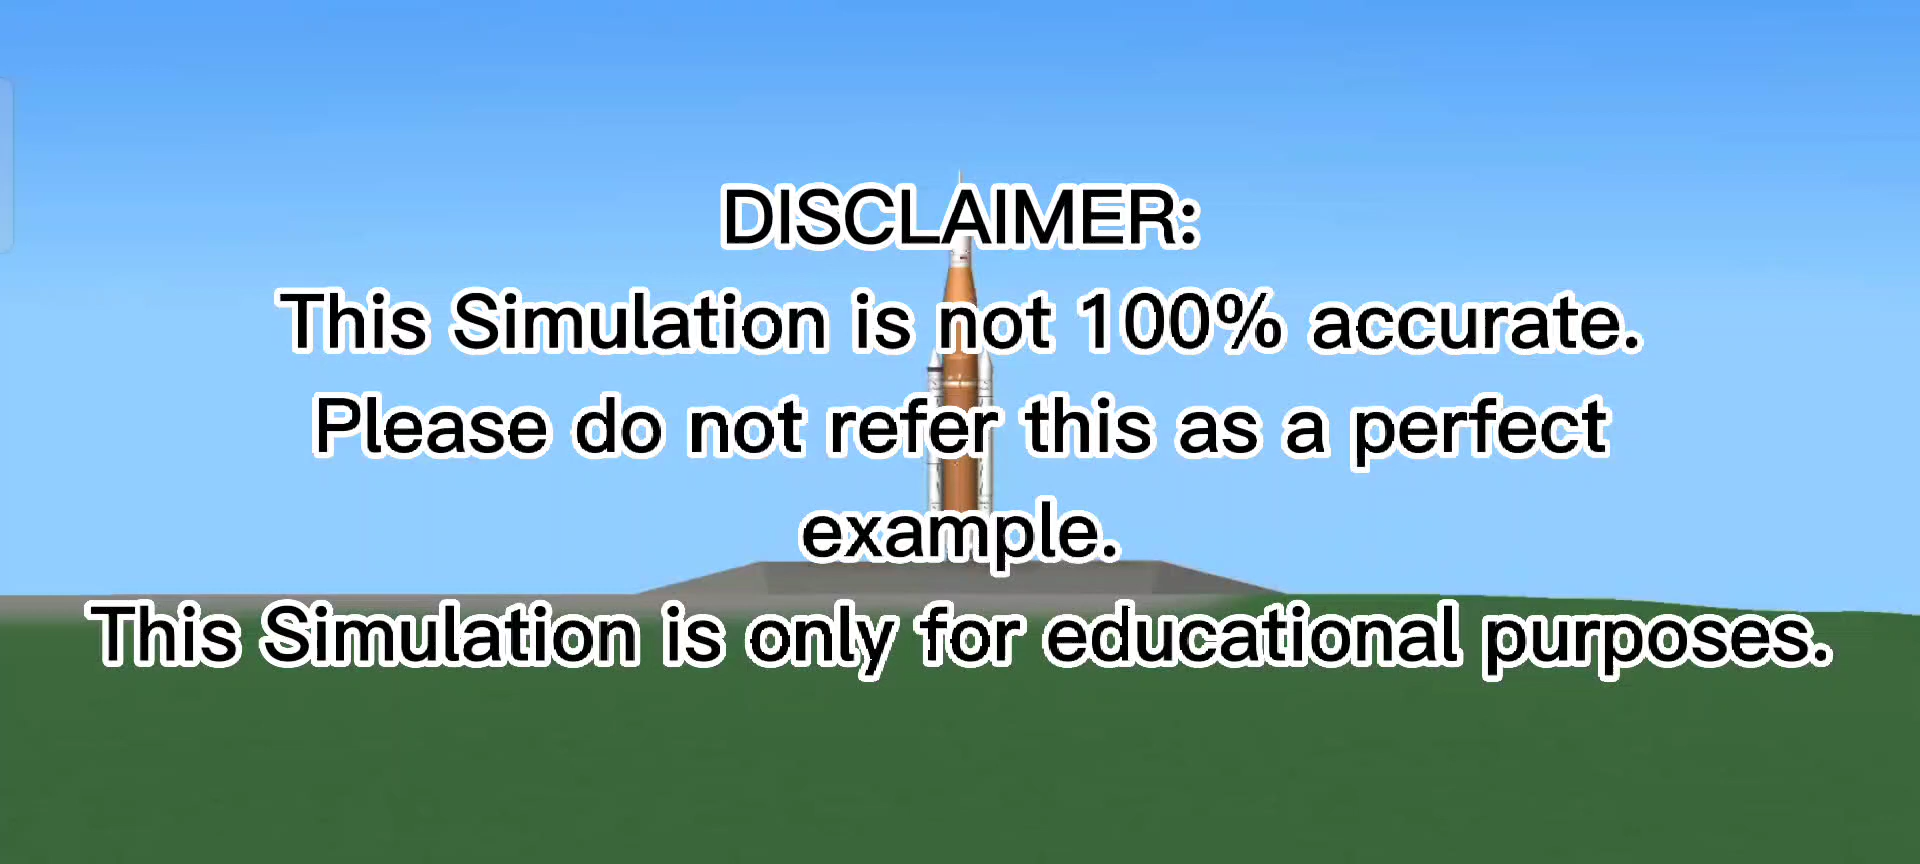 DISCLAIMER:
This Simulation is not 100% accurate.
Please do not refer this as a perfect
example.
This Simulation is only for educational purposes.